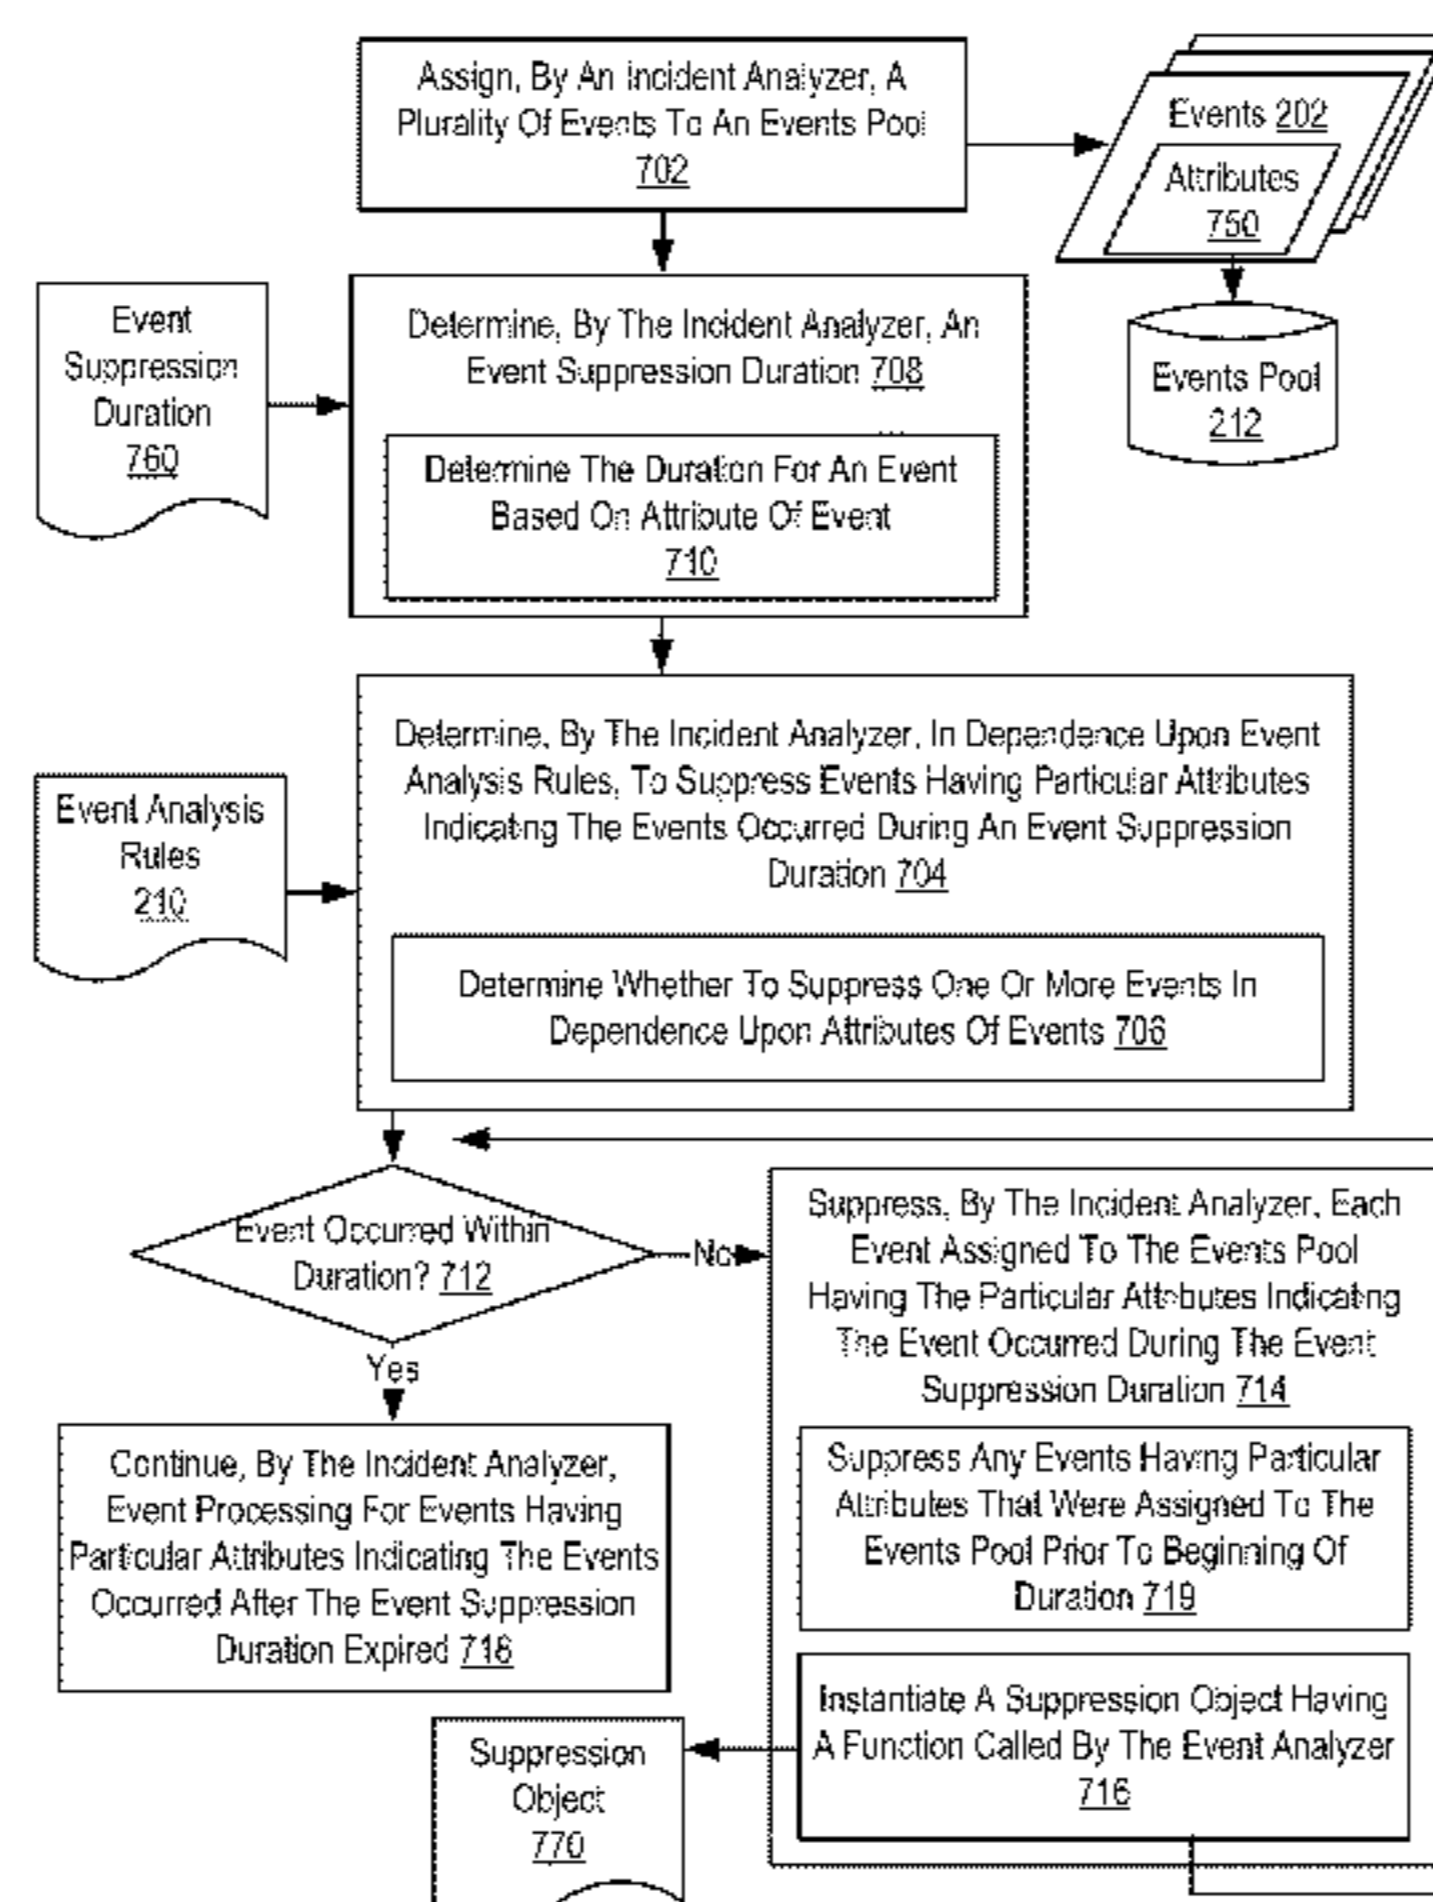 Assign, By An Incident Analyzer, A
Plurality Of Events To An Events Pool
702
Events 202
Attributes
750
Events Pool
212
Event
Suppression
Duration
760
Determine, By The Incident Analyzer, An
Event Suppression Duration 708
Determine The Duration For An Event
Based On Attribute Of Event
710
Determine, By The Incident Analyzer, In Dependence Upon Event
Analysis Rules, To Suppress Events Having Particular Attributes
Indicating The Events Occurred During An Event Suppression
Duration 704
Event Analysis
Rules
210
Determine Whether To Suppress One Or More Events In
Dependence Upon Attributes Of Events 706
Event Occurred Within
Duration? 712
No
Yes
Suppress, By The Incident Analyzer, Each
Event Assigned To The Events Pool
Having The Particular Attributes Indicating
The Event Occurred During The Event
Suppression Duration 714
Suppress Any Events Having Particular
Attributes That Were Assigned To The
Events Pool Prior To Beginning Of
Duration 719
Instantiate A Suppression Object Having
A Function Called By The Event Analyzer
716
Continue, By The Incident Analyzer,
Event Processing For Events Having
Particular Attributes Indicating The Events
Occurred After The Event Suppression
Duration Expired 718
Suppression
Object
770